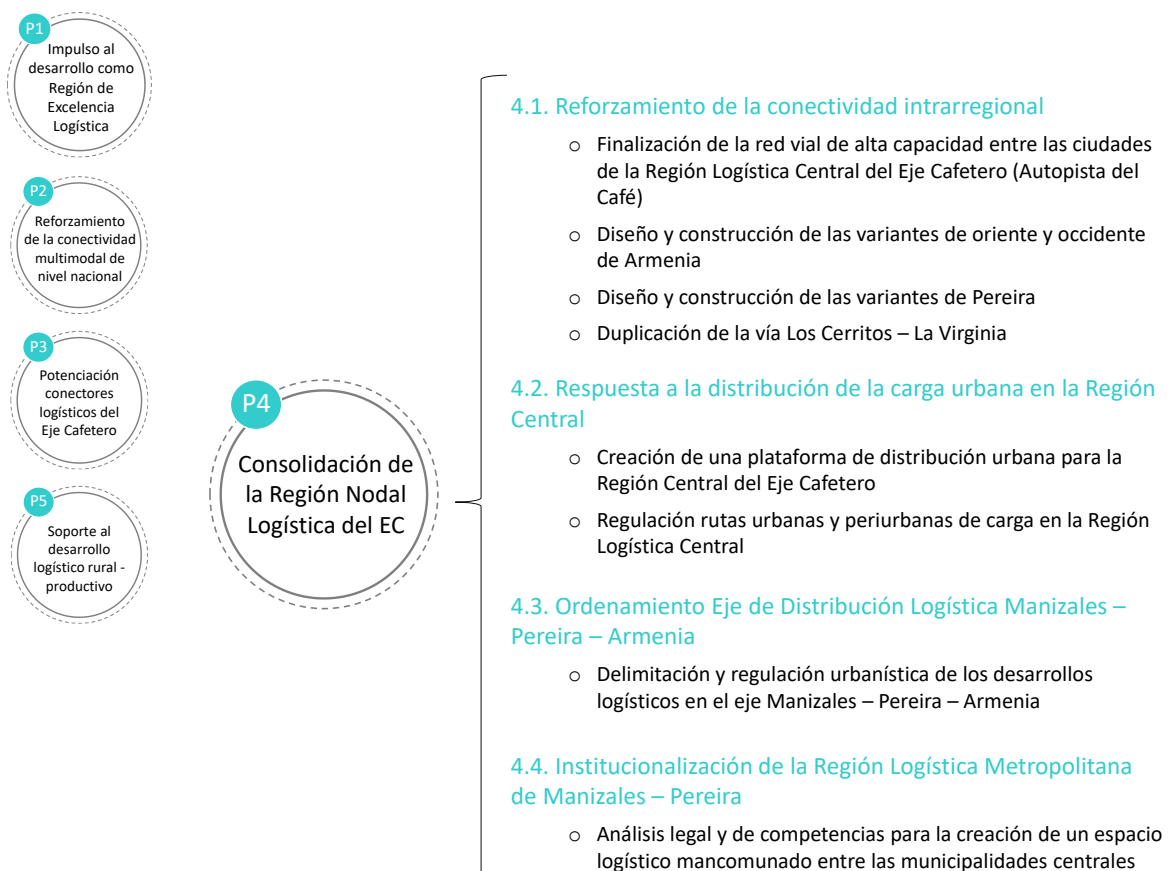 P1
Impulso al
desarrollo como
Región de
Excelencia
Logística
P2
Reforzamiento
de la conectividad
multimodal de
nivel nacional
P3
Potenciación
conectores
logísticos del
Eje Cafetero
P5
Soporte al
desarrollo
logístico rural -
productivo
P4
Consolidación de
la Región Nodal
Logística del EC
4.1. Reforzamiento de la conectividad intrarregional
o Finalización de la red vial de alta capacidad entre las ciudades
de la Región Logística Central del Eje Cafetero (Autopista del
Café)
o Diseño y construcción de las variantes de oriente y occidente
de Armenia
o Diseño y construcción de las variantes de Pereira
o Duplicación de la vía Los Cerritos – La Virginia
4.2. Respuesta a la distribución de la carga urbana en la Región
Central
o Creación de una plataforma de distribución urbana para la
Región Central del Eje Cafetero
o Regulación rutas urbanas y periurbanas de carga en la Región
Logística Central
4.3. Ordenamiento Eje de Distribución Logística Manizales –
Pereira – Armenia
o Delimitación y regulación urbanística de los desarrollos
logísticos en el eje Manizales – Pereira – Armenia
4.4. Institucionalización de la Región Logística Metropolitana
de Manizales – Pereira
o Análisis legal y de competencias para la creación de un espacio
logístico mancomunado entre las municipalidades centrales